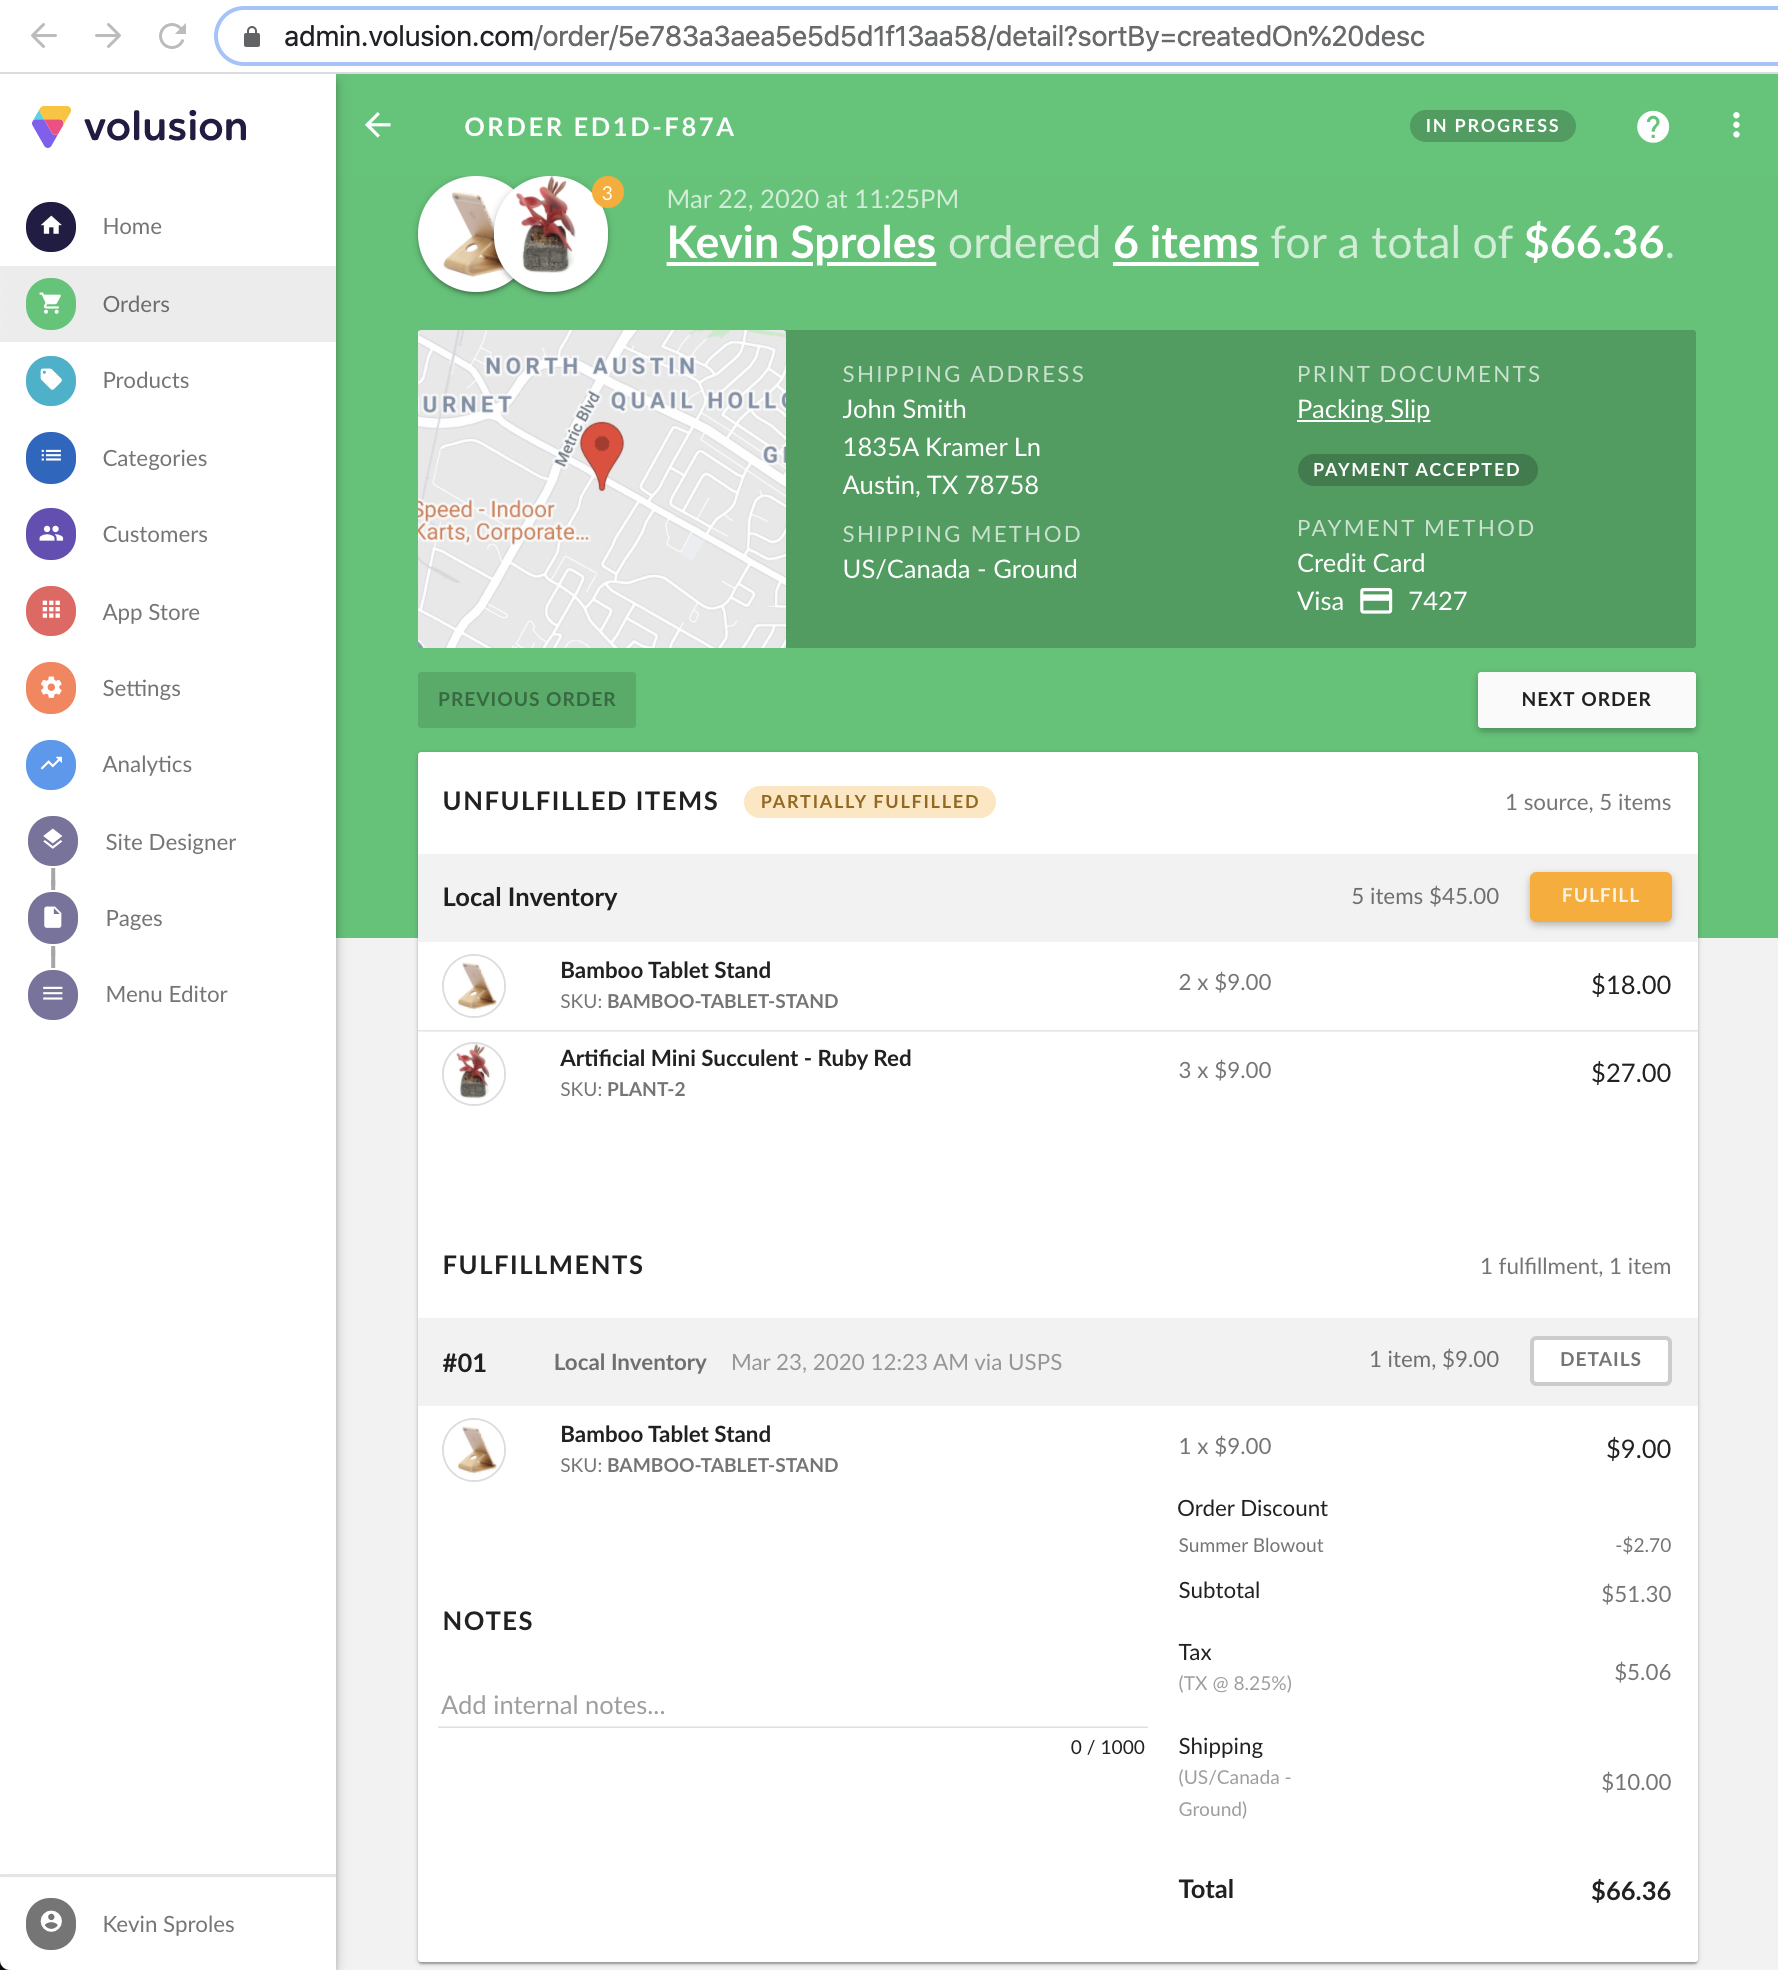 admin.volusion.com/order/5e783a3aea5e5d5d1f13aa58/detail?sortBy=createdOn%20desc
volusion
Home
Orders
Products
Categories
Customers
App Store
Settings
Analytics
Site Designer
Pages
Menu Editor
Kevin Sproles
ORDER ED1D-F87A
IN PROGRESS
3
Mar 22, 2020 at 11:25PM
Kevin Sproles ordered 6 items for a total of $66.36.
NORTH AUSTIN
URNET
QUAIL HOLL
Metric Blvd
G
Speed - Indoor
Karts, Corporate...
SHIPPING ADDRESS
John Smith
1835A Kramer Ln
Austin, TX 78758
SHIPPING METHOD
US/Canada - Ground
PRINT DOCUMENTS
Packing Slip
PAYMENT ACCEPTED
PAYMENT METHOD
Credit Card
Visa 7427
PREVIOUS ORDER
NEXT ORDER
UNFULFILLED ITEMS PARTIALLY FULFILLED 1 source, 5 items
Local Inventory 5 items $45.00 FULFILL
Bamboo Tablet Stand
SKU: BAMBOO-TABLET-STAND
2 x $9.00 $18.00
Artificial Mini Succulent - Ruby Red
SKU: PLANT-2
3 x $9.00 $27.00
FULFILLMENTS 1 fulfillment, 1 item
#01 Local Inventory Mar 23, 2020 12:23 AM via USPS 1 item, $9.00 DETAILS
Bamboo Tablet Stand
SKU: BAMBOO-TABLET-STAND
1 x $9.00 $9.00
Order Discount
Summer Blowout -$2.70
Subtotal $51.30
Tax
(TX @ 8.25%) $5.06
Shipping
(US/Canada -
Ground)
$10.00
Total $66.36
NOTES
Add internal notes...
0 / 1000